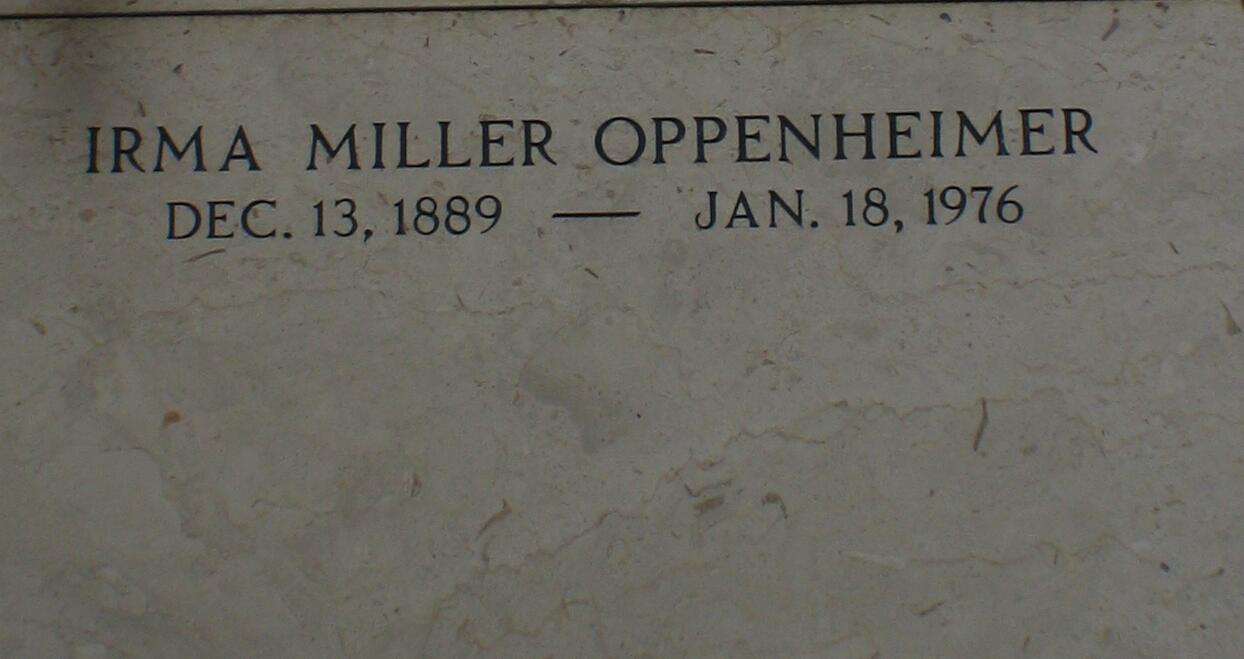 IRMA MILLER OPPENHEIMER
DEC. 13, 1889 — JAN. 18, 1976